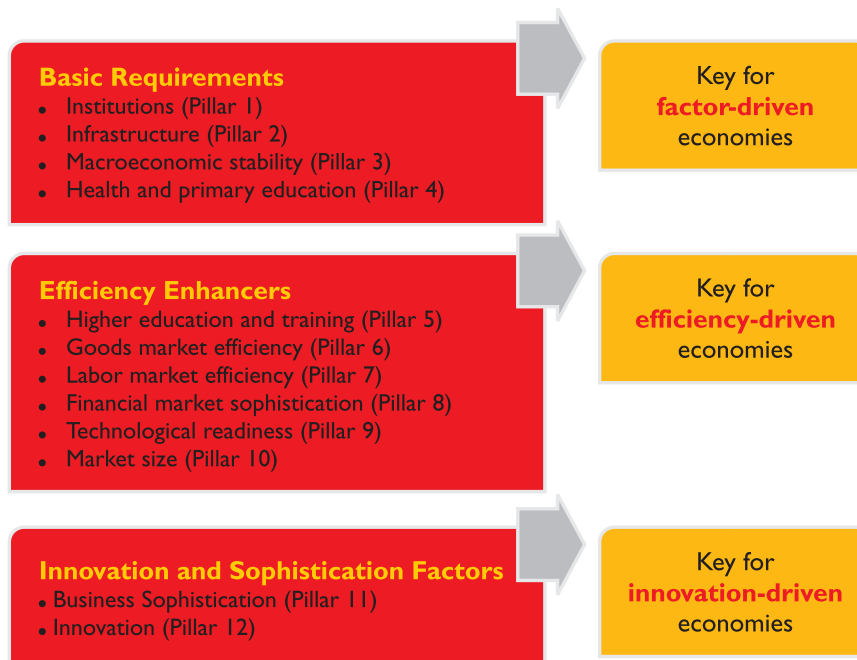 Basic Requirements
• Institutions (Pillar 1)
• Infrastructure (Pillar 2)
• Macroeconomic stability (Pillar 3)
• Health and primary education (Pillar 4)
Key for
factor-driven
economies
Efficiency Enhancers
• Higher education and training (Pillar 5)
• Goods market efficiency (Pillar 6)
• Labor market efficiency (Pillar 7)
• Financial market sophistication (Pillar 8)
• Technological readiness (Pillar 9)
• Market size (Pillar 10)
Key for
efficiency-driven
economies
Innovation and Sophistication Factors
• Business Sophistication (Pillar 11)
• Innovation (Pillar 12)
Key for
innovation-driven
economies